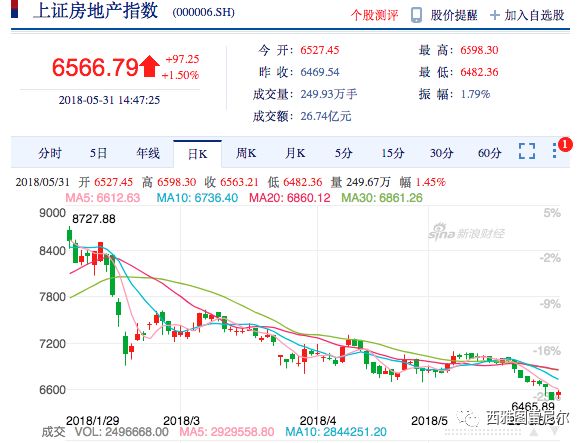 上证房地产指数 (000006.SH) 个股测评 股价提醒 + 加入自选股
6566.79 +97.25
+1.50%
2018-05-31 14:47:25
今 开: 6527.45 最 高: 6598.30
昨 收: 6469.54 最 低: 6482.36
成交量: 249.93万手 振 幅: 1.79%
成交额: 26.74亿元
分时 5日 年线 日K 周K 月K 5分 15分 30分 60分 1
2018/05/31 开 6527.45 高 6598.30 收 6563.21 低 6482.36 量 249.67万 幅 1.45%
MA5: 6612.63 MA10: 6736.40 MA20: 6860.12 MA30: 6861.26
9000 8727.88 5%
sina 新浪财经
8400 -2%
7800 -9%
7200 -16%
6600
6465.89
西雅图雷尼尔
2018/1/29 2018/3 2018/4 2018/5
成交 VOL: 2496668.00 MA5: 2929558.80 MA10: 2844251.20